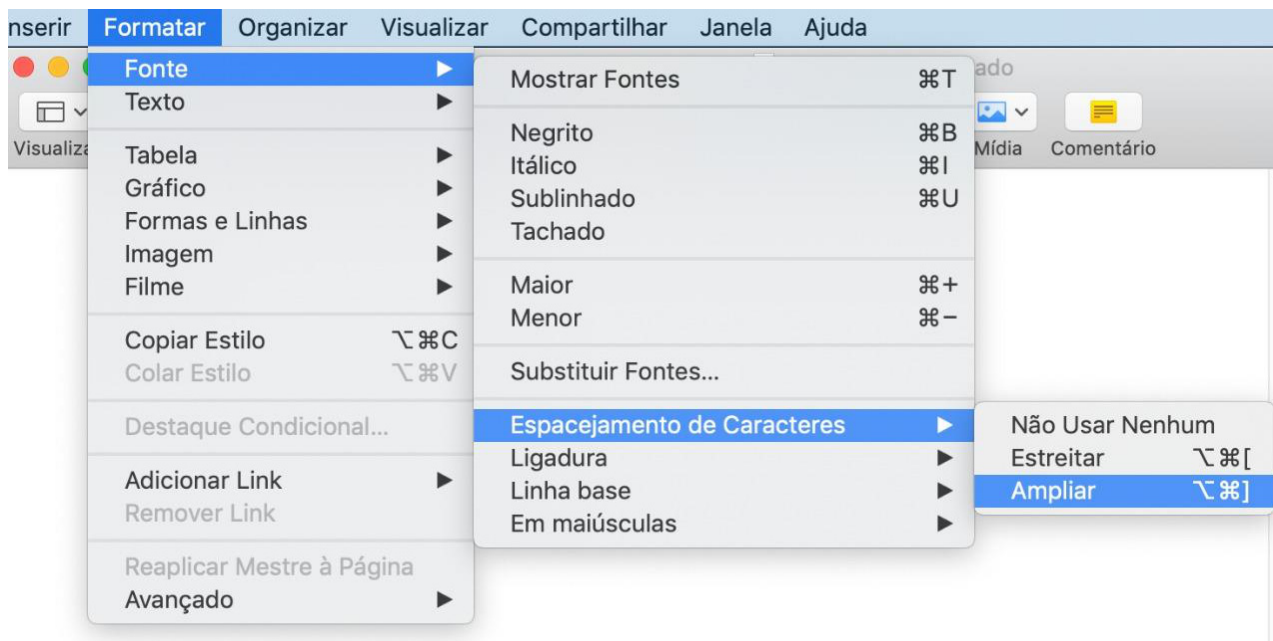 nserir Formatar Organizar Visualizar Compartilhar Janela Ajuda
ado
Visualiza
Mídia Comentário
Fonte
Texto
Tabela
Gráfico
Formas e Linhas
Imagem
Filme
Copiar Estilo ⌥⌘C
Colar Estilo ⌥⌘V
Destaque Condicional...
Adicionar Link
Remover Link
Reaplicar Mestre à Página
Avançado
Mostrar Fontes ⌘T
Negrito ⌘B
Itálico ⌘I
Sublinhado ⌘U
Tachado
Maior ⌘+
Menor ⌘−
Substituir Fontes...
Espacejamento de Caracteres
Ligadura
Linha base
Em maiúsculas
Não Usar Nenhum
Estreitar ⌥⌘[
Ampliar ⌥⌘]